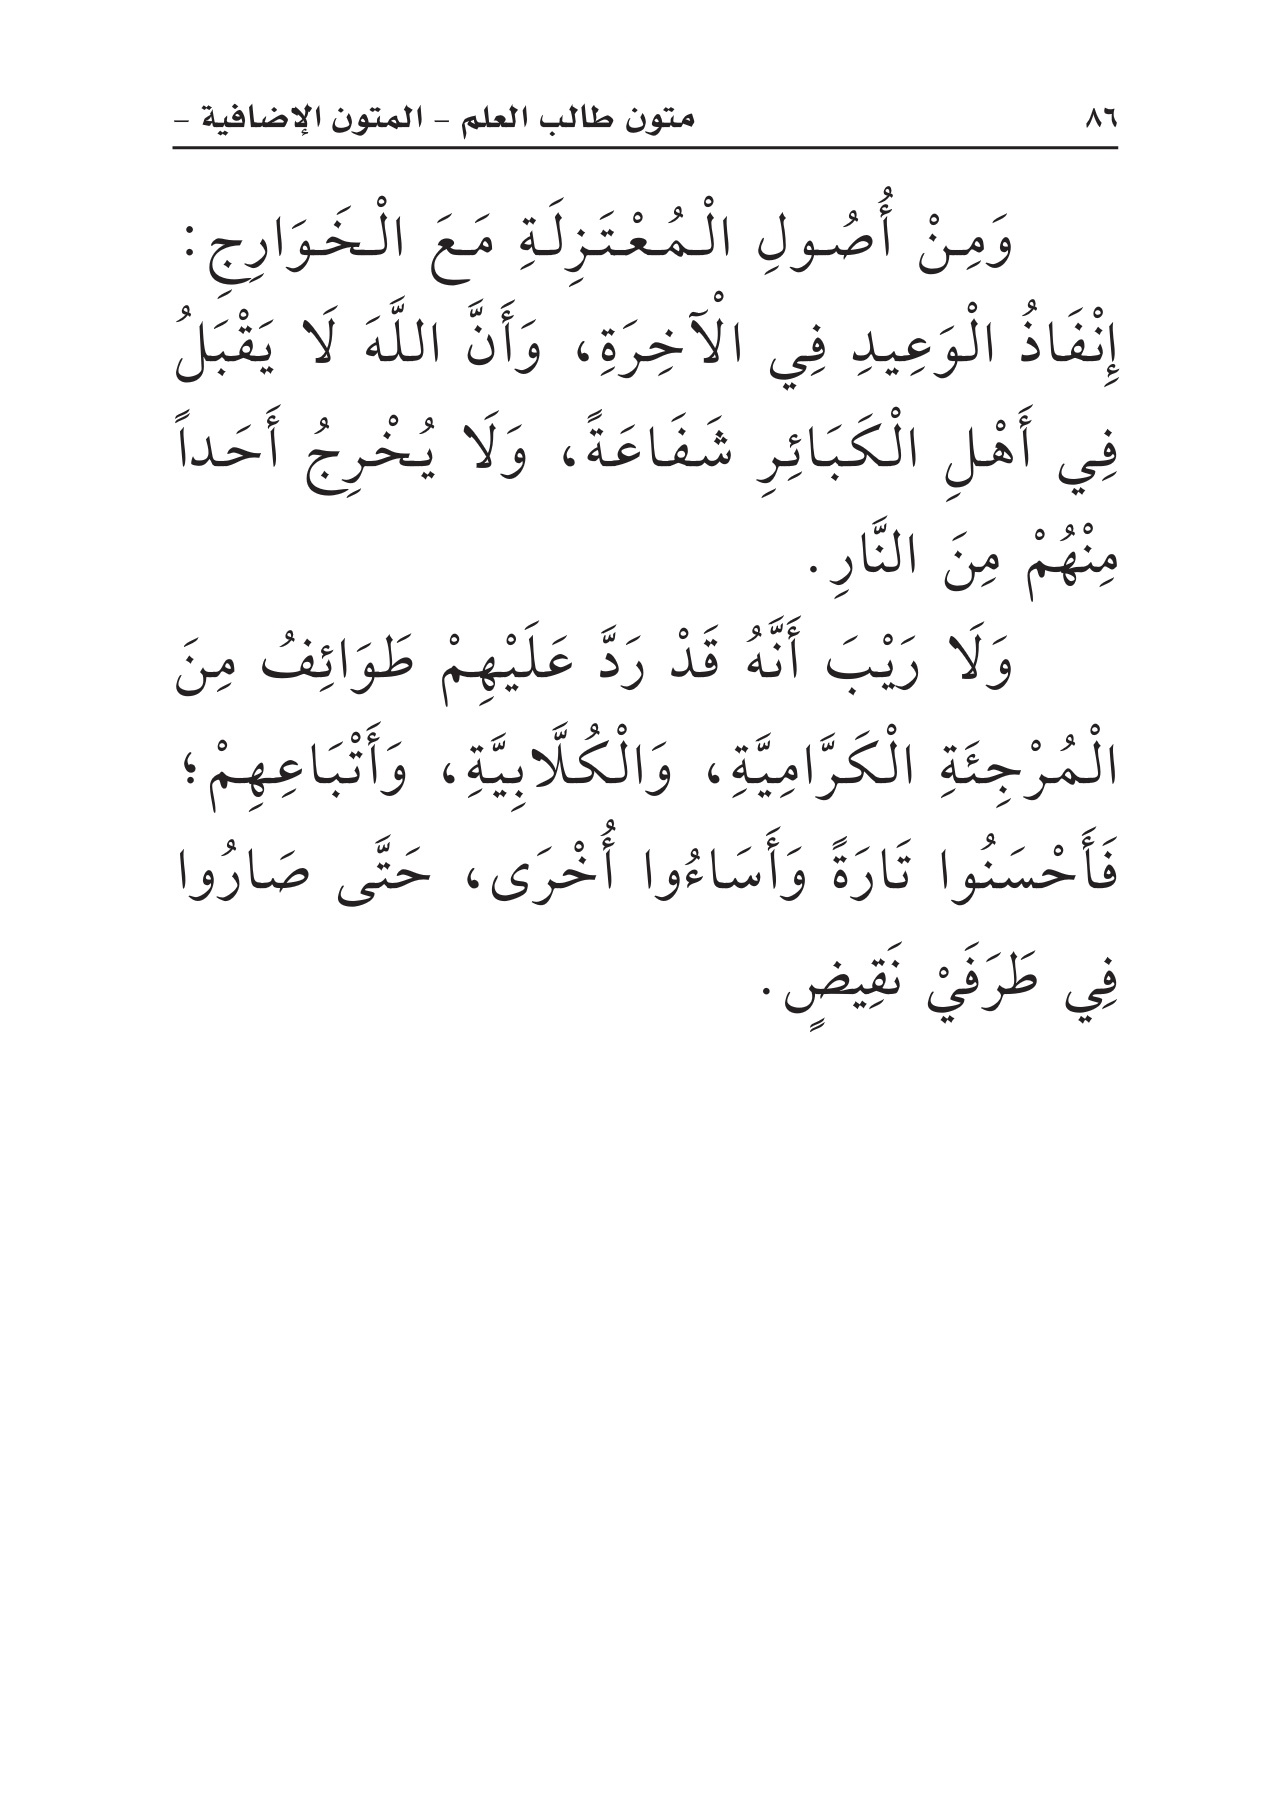 ٨٦ متون طالب العلم – المتون الإضافية –
وَمِنْ أُصُولِ الْمُعْتَزِلَةِ مَعَ الْخَوَارِجِ:
إِنْفَاذُ الْوَعِيدِ فِي الْآخِرَةِ، وَأَنَّ اللَّهَ لَا يَقْبَلُ
فِي أَهْلِ الْكَبَائِرِ شَفَاعَةً، وَلَا يُخْرِجُ أَحَداً
مِنْهُمْ مِنَ النَّارِ.
وَلَا رَيْبَ أَنَّهُ قَدْ رَدَّ عَلَيْهِمْ طَوَائِفُ مِنَ
الْمُرْجِئَةِ الْكَرَّامِيَّةِ، وَالْكُلَّابِيَّةِ، وَأَتْبَاعِهِمْ؛
فَأَحْسَنُوا تَارَةً وَأَسَاءُوا أُخْرَى، حَتَّى صَارُوا
فِي طَرَفَيْ نَقِيضٍ.